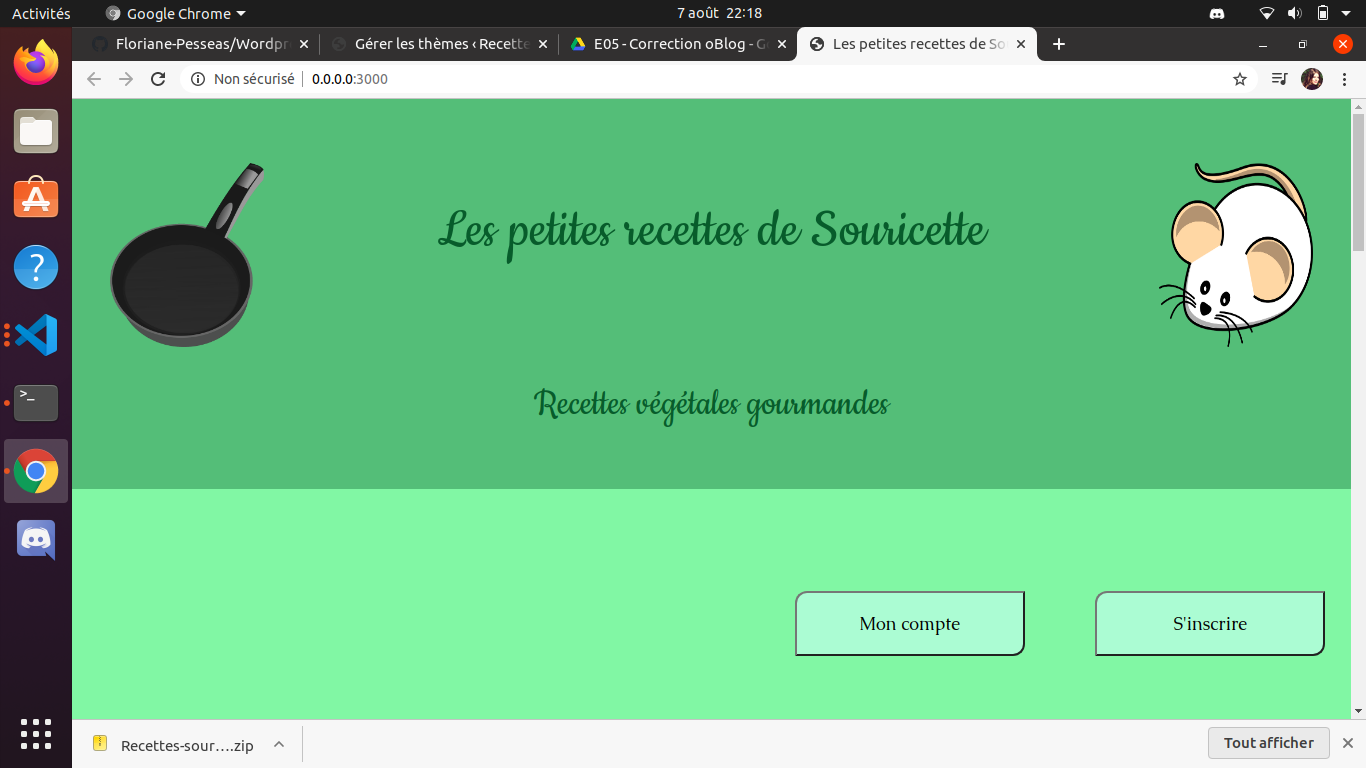 Activités
Google Chrome
7 août 22:18
Floriane-Pesseas/Wordpr
Gérer les thèmes ‹ Recette
E05 - Correction oBlog - G
Les petites recettes de So
Non sécurisé
0.0.0.0:3000
Les petites recettes de Souricette
Recettes végétales gourmandes
Mon compte
S'inscrire
Recettes-sour….zip
Tout afficher